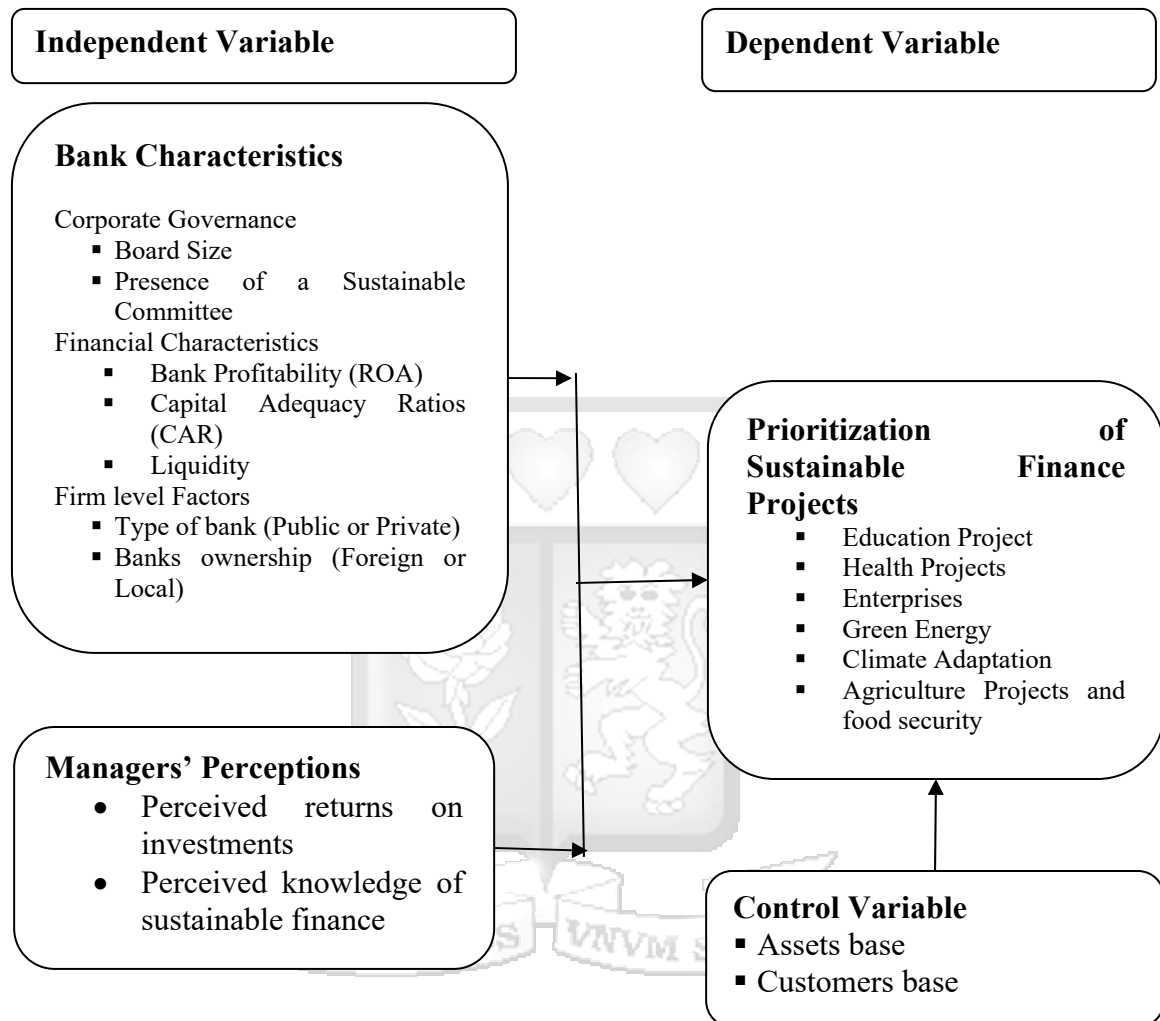 Independent Variable
Dependent Variable
Bank Characteristics
Corporate Governance
▪ Board Size
▪ Presence of a Sustainable
Committee
Financial Characteristics
▪ Bank Profitability (ROA)
▪ Capital Adequacy Ratios
(CAR)
▪ Liquidity
Firm level Factors
▪ Type of bank (Public or Private)
▪ Banks ownership (Foreign or
Local)
Managers’ Perceptions
● Perceived returns on
investments
● Perceived knowledge of
sustainable finance
Prioritization of
Sustainable Finance
Projects
▪ Education Project
▪ Health Projects
▪ Enterprises
▪ Green Energy
▪ Climate Adaptation
▪ Agriculture Projects and
food security
Control Variable
▪ Assets base
▪ Customers base
VNVM